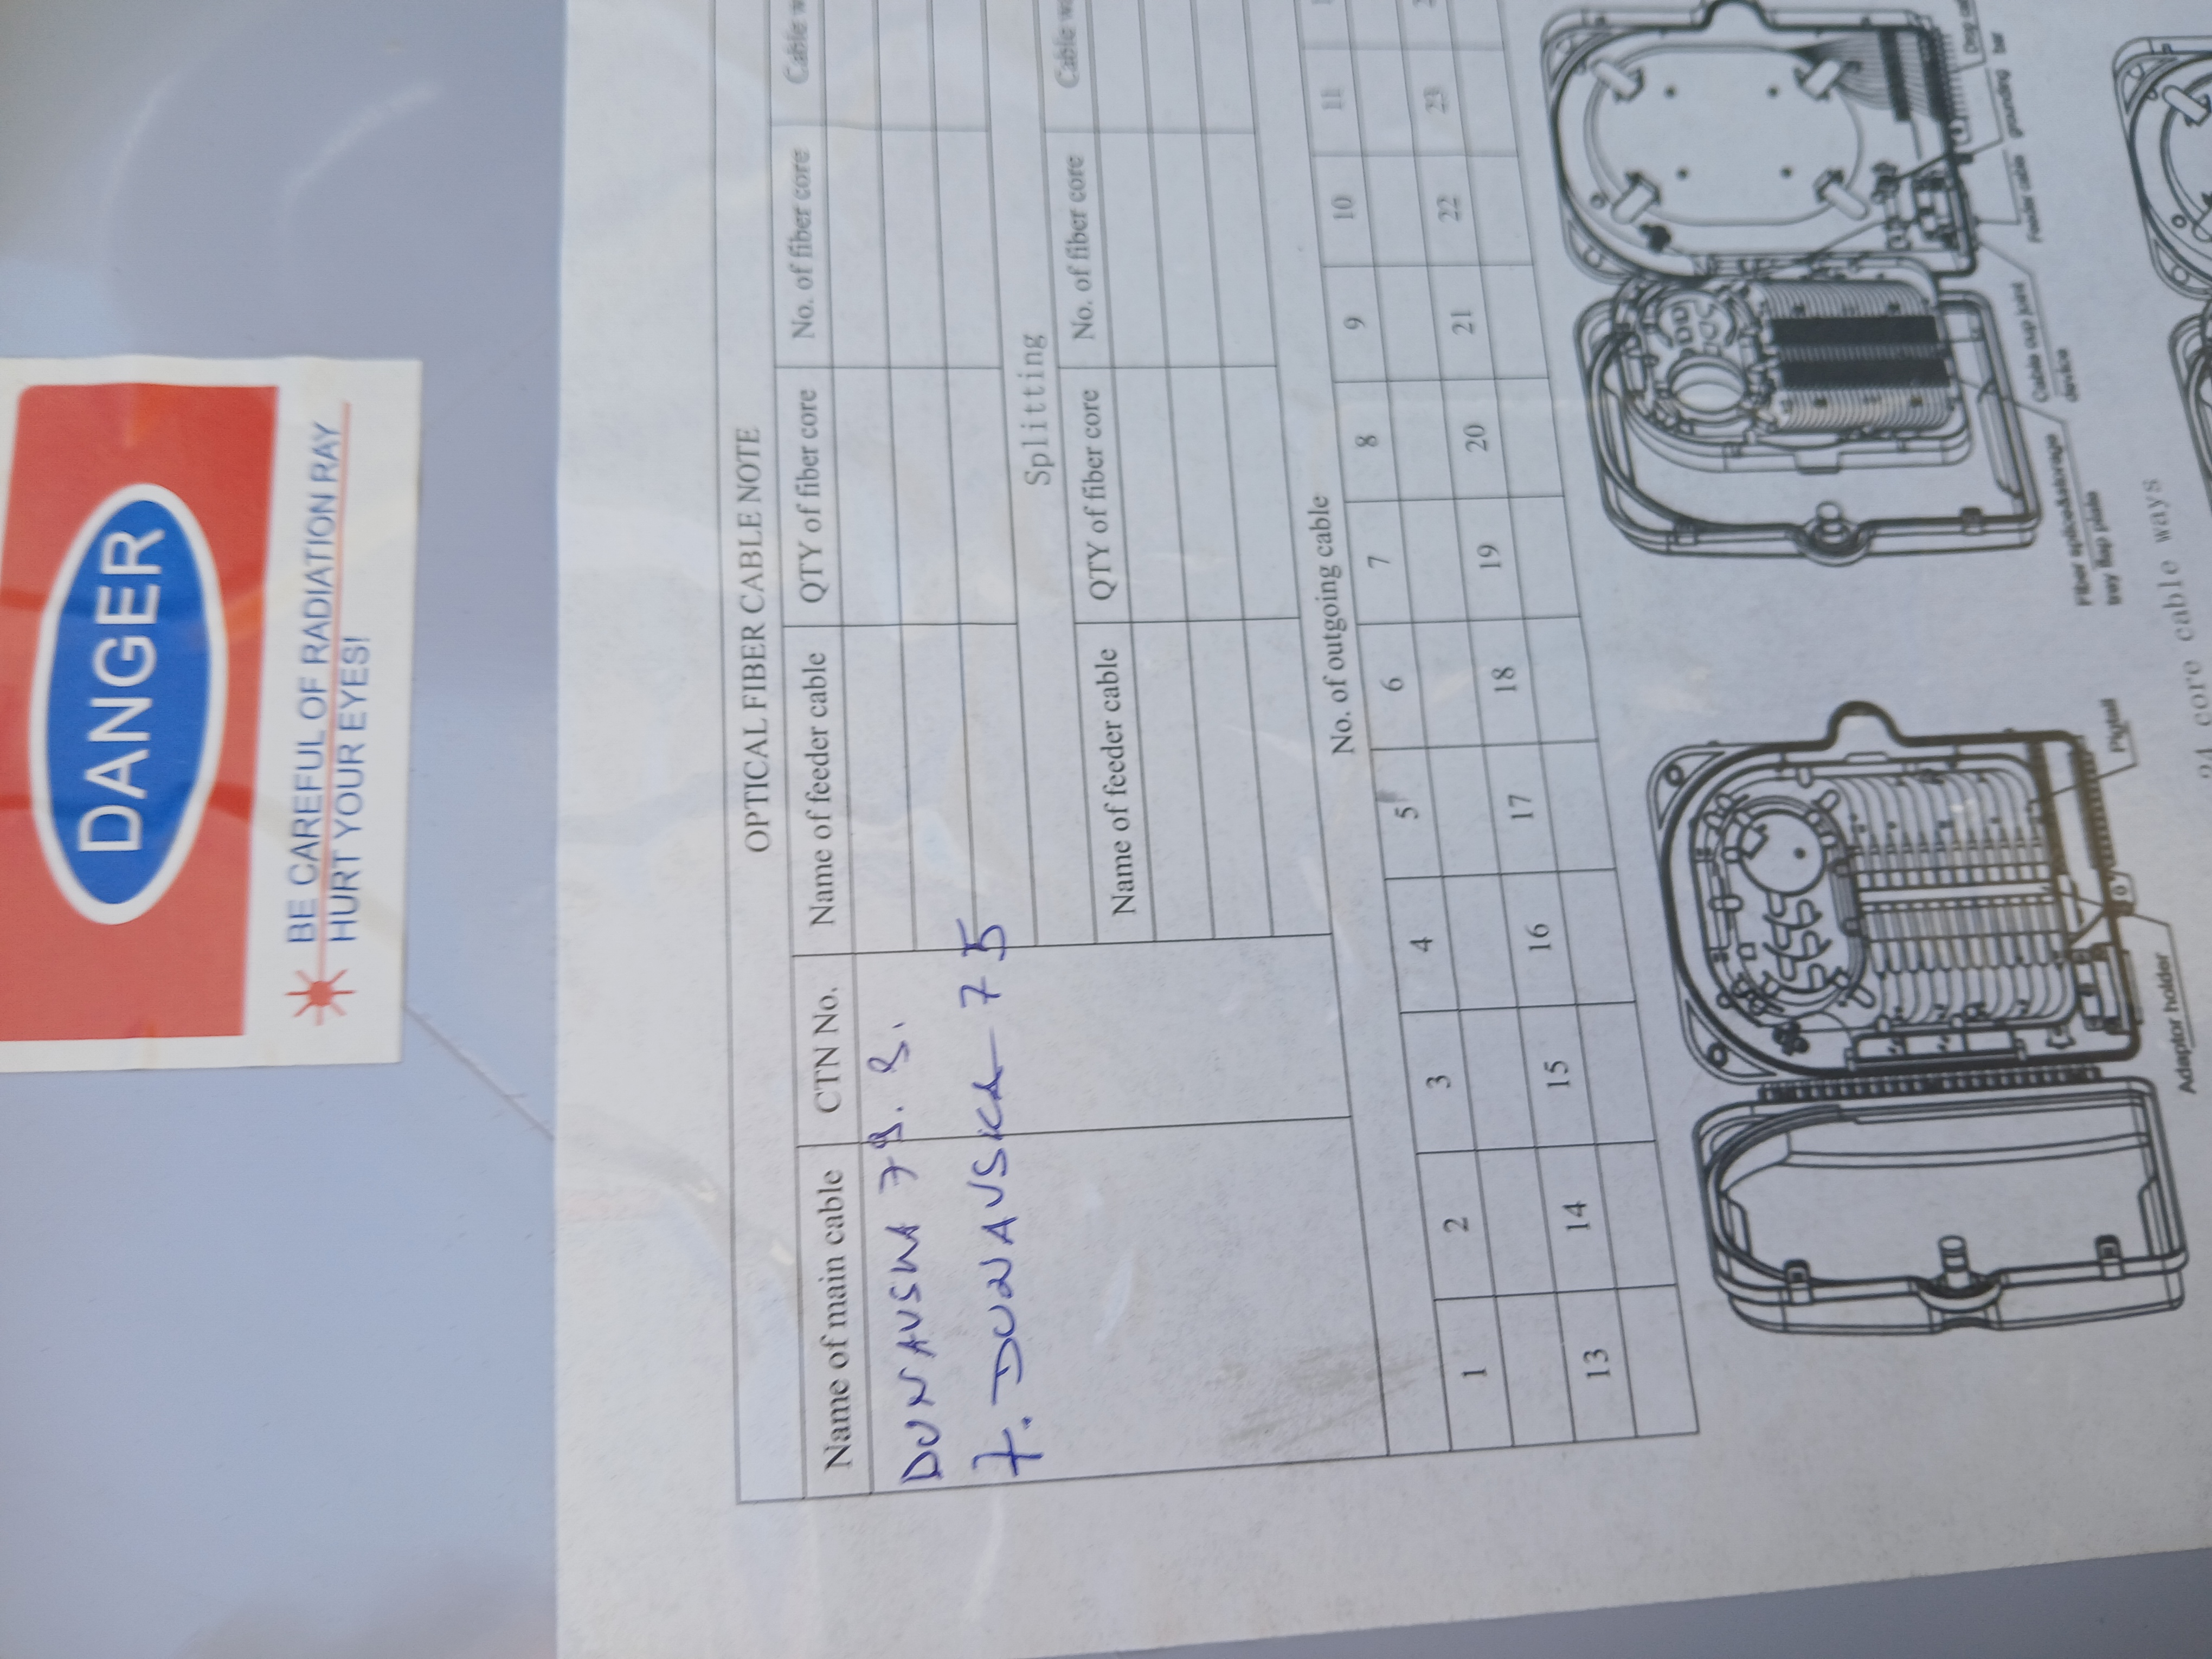 DANGER
BE CAREFUL OF RADIATION RAY
HURT YOUR EYES!
OPTICAL FIBER CABLE NOTE
Name of main cable CTN No. Name of feeder cable QTY of fiber core No. of fiber core Cable
DUNAVSKA
7. DUNAVSKA 75
Splitting
Name of feeder cable QTY of fiber core No. of fiber core Cable
No. of outgoing cable
1 2 3 4 5 6 7 8 9 10 11
13 14 15 16 17 18 19 20 21 22 23
Adaptor holder
Pigtail
Fiber splice&storage
tray flap plate
Cable cup joint
device
Feeder cable
grounding bar
24 core cable ways